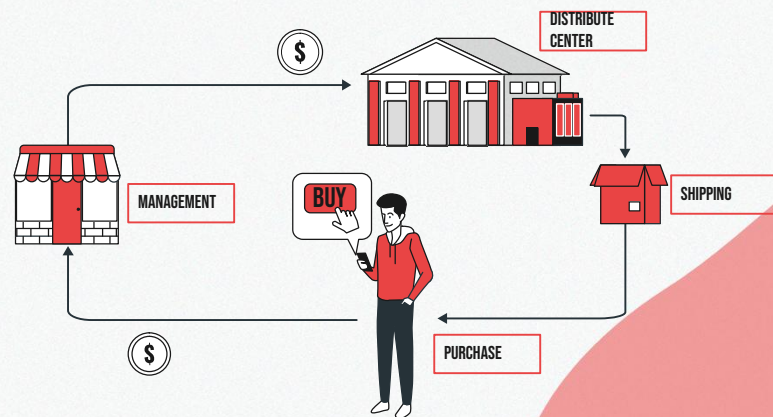 DISTRIBUTE
CENTER
$
MANAGEMENT
BUY
SHIPPING
PURCHASE
$